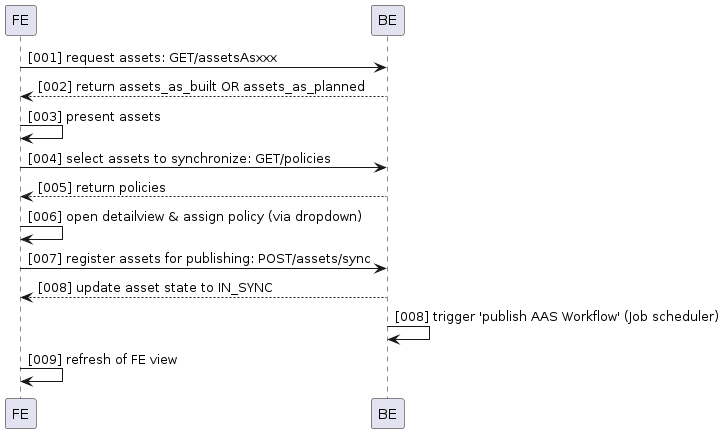 FE BE
[001] request assets: GET/assetsAsxxx
[002] return assets_as_built OR assets_as_planned
[003] present assets
[004] select assets to synchronize: GET/policies
[005] return policies
[006] open detailview & assign policy (via dropdown)
[007] register assets for publishing: POST/assets/sync
[008] update asset state to IN_SYNC
[008] trigger 'publish AAS Workflow' (Job scheduler)
[009] refresh of FE view
FE BE